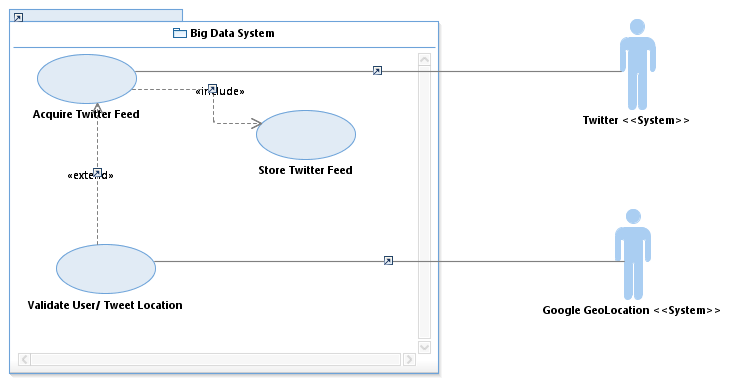 Big Data System
Acquire Twitter Feed
«include»
Twitter <<System>>
Store Twitter Feed
«extend»
Validate User/ Tweet Location
Google GeoLocation <<System>>